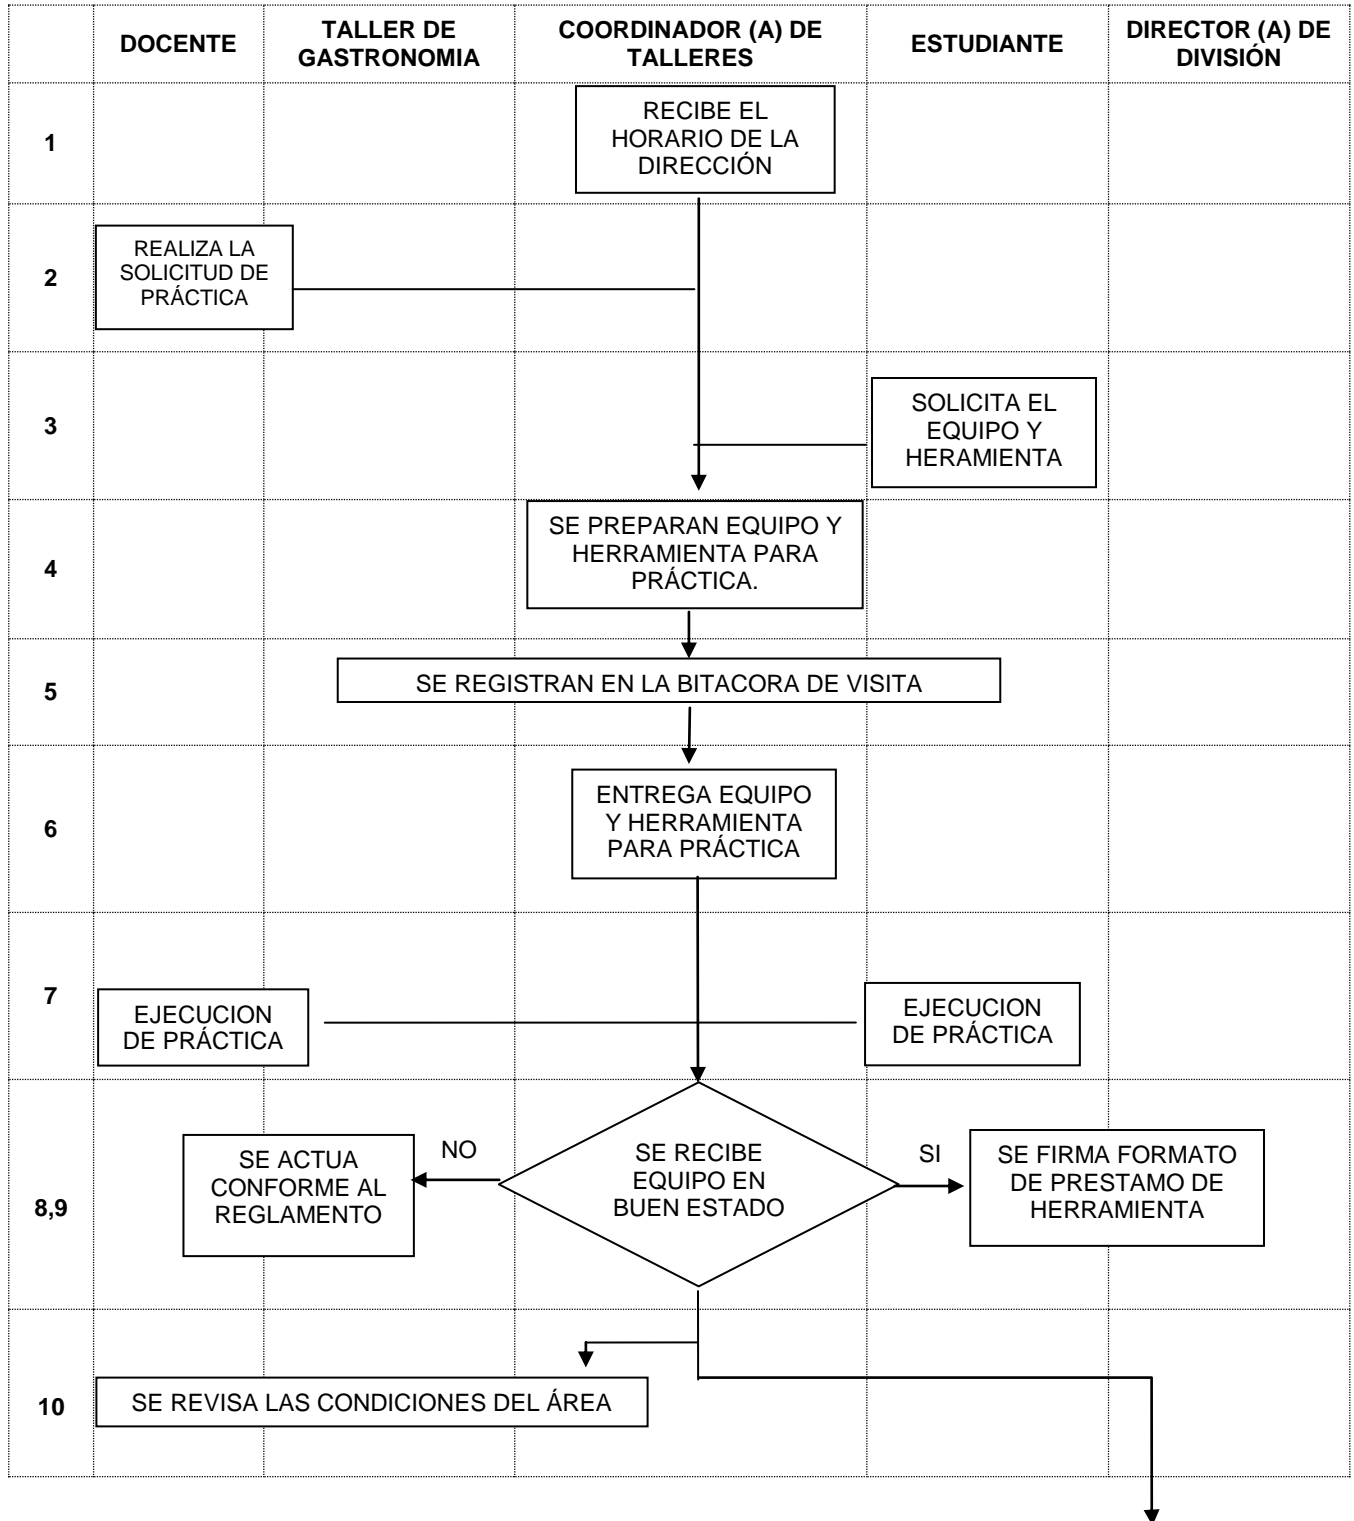 DOCENTE
TALLER DE
GASTRONOMIA
COORDINADOR (A) DE
TALLERES
ESTUDIANTE
DIRECTOR (A) DE
DIVISIÓN
1
RECIBE EL
HORARIO DE LA
DIRECCIÓN
2
REALIZA LA
SOLICITUD DE
PRÁCTICA
3
SOLICITA EL
EQUIPO Y
HERAMIENTA
4
SE PREPARAN EQUIPO Y
HERRAMIENTA PARA
PRÁCTICA.
5
SE REGISTRAN EN LA BITACORA DE VISITA
6
ENTREGA EQUIPO
Y HERRAMIENTA
PARA PRÁCTICA
7
EJECUCION
DE PRÁCTICA
EJECUCION
DE PRÁCTICA
8,9
SE ACTUA
CONFORME AL
REGLAMENTO
NO
SE RECIBE
EQUIPO EN
BUEN ESTADO
SI
SE FIRMA FORMATO
DE PRESTAMO DE
HERRAMIENTA
10
SE REVISA LAS CONDICIONES DEL ÁREA